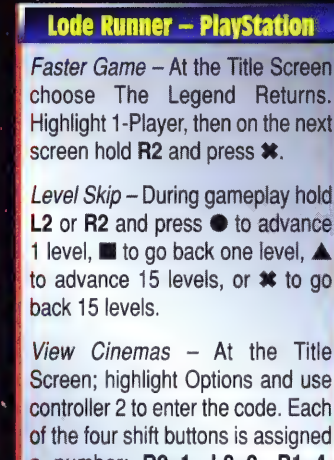 Lode Runner – PlayStation
Faster Game – At the Title Screen
choose The Legend Returns.
Highlight 1-Player, then on the next
screen hold R2 and press ✖.
Level Skip – During gameplay hold
L2 or R2 and press ● to advance
1 level, ■ to go back one level, ▲
to advance 15 levels, or ✖ to go
back 15 levels.
View Cinemas – At the Title
Screen; highlight Options and use
controller 2 to enter the code. Each
of the four shift buttons is assigned